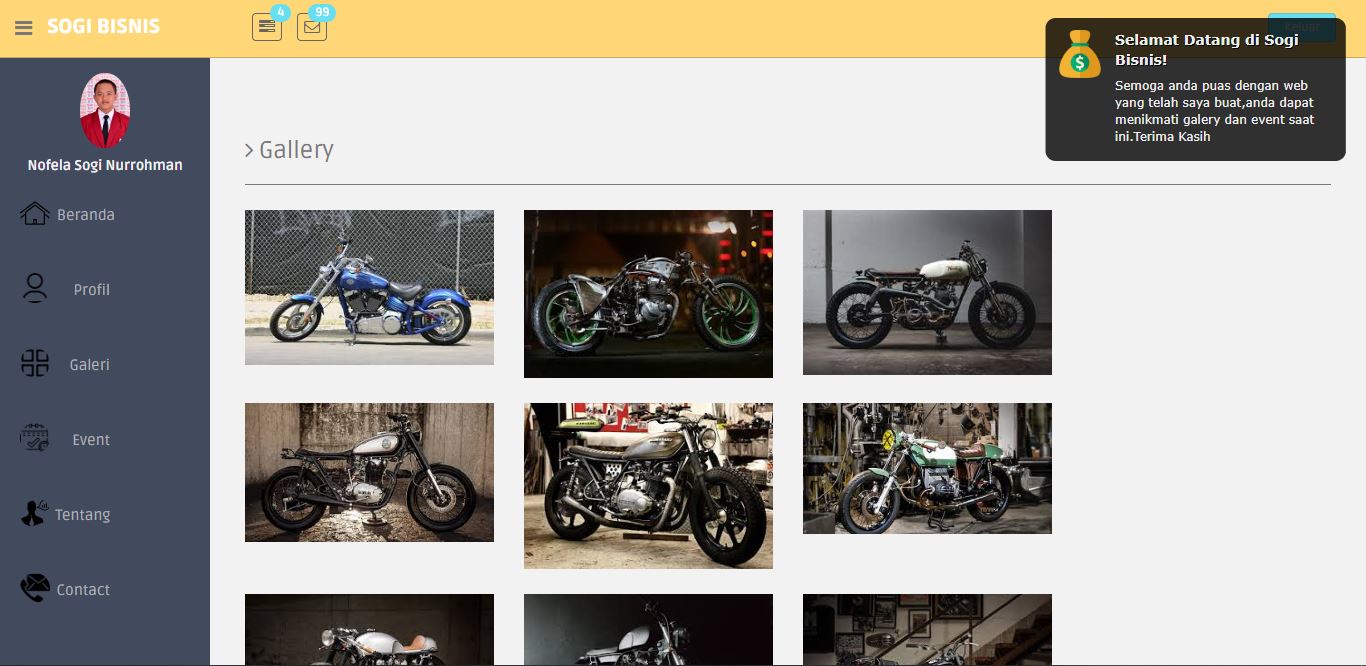 SOGI BISNIS
4
99
Keluar
Selamat Datang di Sogi
Bisnis!
Semoga anda puas dengan web
yang telah saya buat,anda dapat
menikmati galery dan event saat
ini.Terima Kasih
Nofela Sogi Nurrohman
Beranda
Profil
Galeri
Event
Tentang
Contact
Gallery